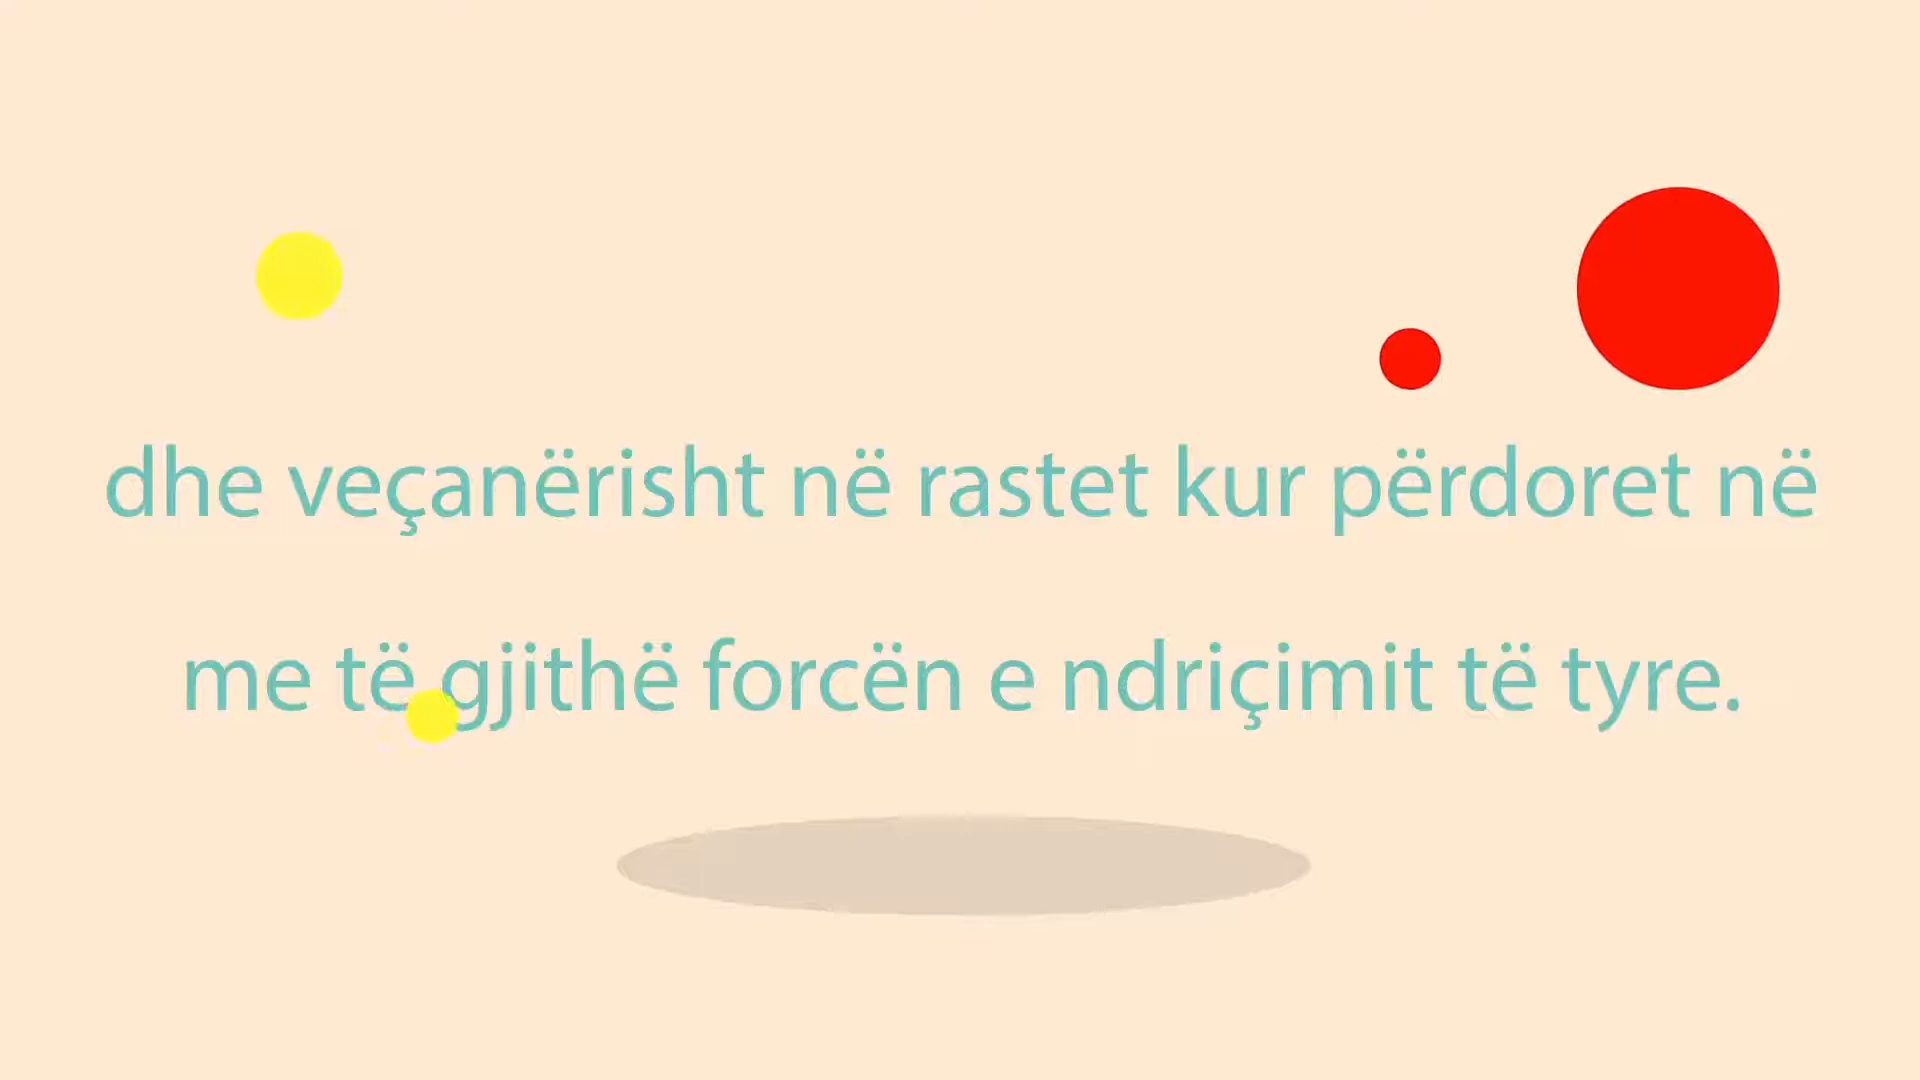 dhe veçanërisht në rastet kur përdoret në
me të gjithë forcën e ndriçimit të tyre.